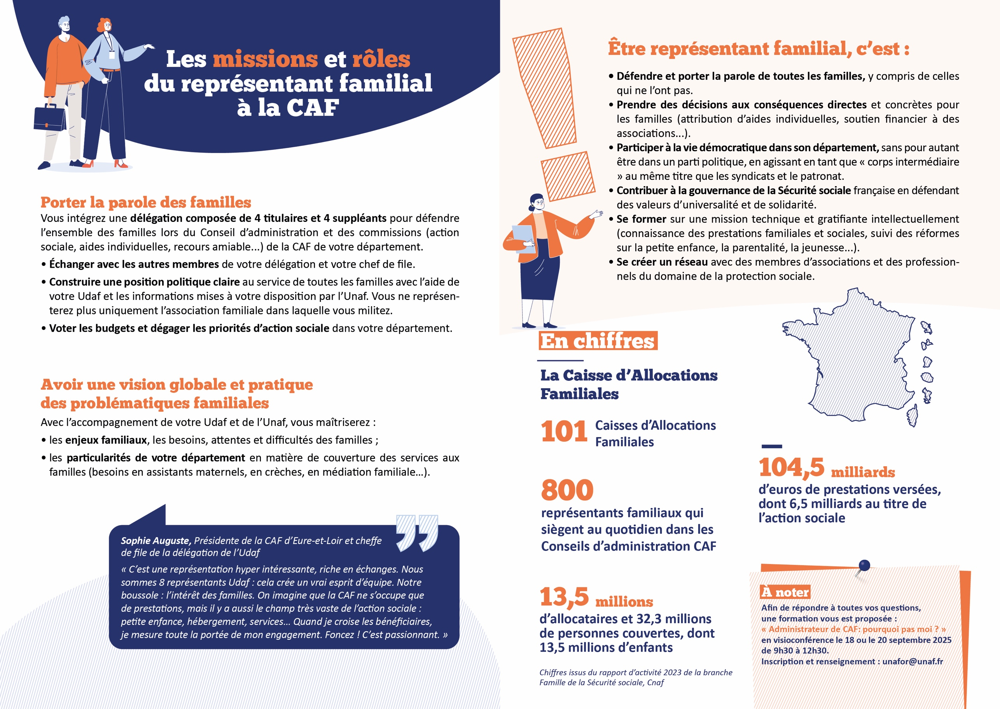 Les missions et rôles
du représentant familial
à la CAF
Porter la parole des familles
Vous intégrez une délégation composée de 4 titulaires et 4 suppléants pour défendre
l'ensemble des familles lors du Conseil d'administration et des commissions (action
sociale, aides individuelles, recours amiable...) de la CAF de votre département.
• Échanger avec les autres membres de votre délégation et votre chef de file.
• Construire une position politique claire au service de toutes les familles avec l'aide de
votre Udaf et les informations mises à votre disposition par l'Unaf. Vous ne représen-
terez plus uniquement l'association familiale dans laquelle vous militez.
• Voter les budgets et dégager les priorités d'action sociale dans votre département.
Avoir une vision globale et pratique
des problématiques familiales
Avec l'accompagnement de votre Udaf et de l'Unaf, vous maîtriserez :
• les enjeux familiaux, les besoins, attentes et difficultés des familles ;
• les particularités de votre département en matière de couverture des services aux
familles (besoins en assistants maternels, en crèches, en médiation familiale...).
Sophie Auguste, Présidente de la CAF d'Eure-et-Loir et cheffe
de file de la délégation de l'Udaf
« C'est une représentation hyper intéressante, riche en échanges. Nous
sommes 8 représentants Udaf : cela crée un vrai esprit d'équipe. Notre
boussole : l'intérêt des familles. On imagine que la CAF ne s'occupe que
de prestations, mais il y a aussi le champ très vaste de l'action sociale :
petite enfance, hébergement, services... Quand je croise les bénéficiaires,
je mesure toute la portée de mon engagement. Foncez ! C'est passionnant. »
Être représentant familial, c'est :
• Défendre et porter la parole de toutes les familles, y compris de celles
qui ne l'ont pas.
• Prendre des décisions aux conséquences directes et concrètes pour
les familles (attribution d'aides individuelles, soutien financier à des
associations...).
• Participer à la vie démocratique dans son département, sans pour autant
être dans un parti politique, en agissant en tant que « corps intermédiaire
» au même titre que les syndicats et le patronat.
• Contribuer à la gouvernance de la Sécurité sociale française en défendant
des valeurs d'universalité et de solidarité.
• Se former sur une mission technique et gratifiante intellectuellement
(connaissance des prestations familiales et sociales, suivi des réformes
sur la petite enfance, la parentalité, la jeunesse...).
• Se créer un réseau avec des membres d'associations et des profession-
nels du domaine de la protection sociale.
En chiffres
La Caisse d'Allocations
Familiales
101 Caisses d'Allocations
Familiales
800
représentants familiaux qui
siègent au quotidien dans les
Conseils d'administration CAF
13,5 millions
d'allocataires et 32,3 millions
de personnes couvertes, dont
13,5 millions d'enfants
Chiffres issus du rapport d'activité 2023 de la branche
Famille de la Sécurité sociale, Cnaf
104,5 milliards
d'euros de prestations versées,
dont 6,5 milliards au titre de
l'action sociale
À noter
Afin de répondre à toutes vos questions,
une formation vous est proposée :
« Administrateur de CAF: pourquoi pas moi ? »
en visioconférence le 18 ou le 20 septembre 2025
de 9h30 à 12h30.
Inscription et renseignement : unafor@unaf.fr